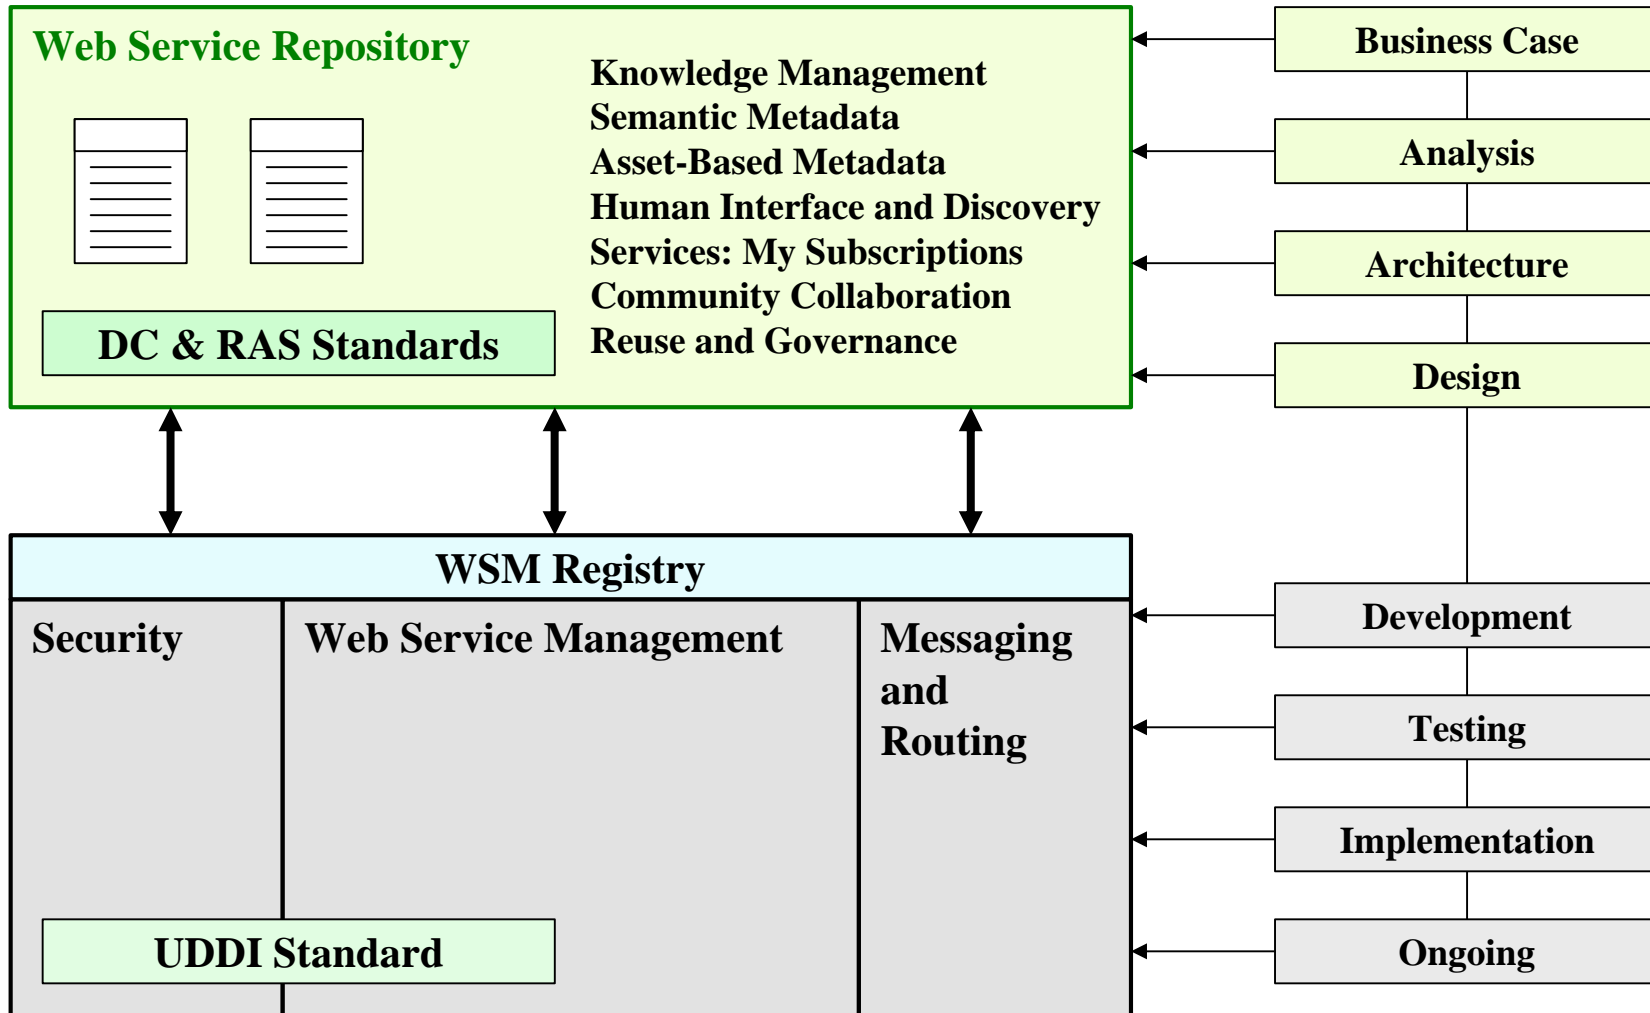 Web Service Repository
Knowledge Management
Semantic Metadata
Asset-Based Metadata
Human Interface and Discovery
Services: My Subscriptions
Community Collaboration
Reuse and Governance
DC & RAS Standards
Business Case
Analysis
Architecture
Design
WSM Registry
Security
Web Service Management
Messaging
and
Routing
UDDI Standard
Development
Testing
Implementation
Ongoing